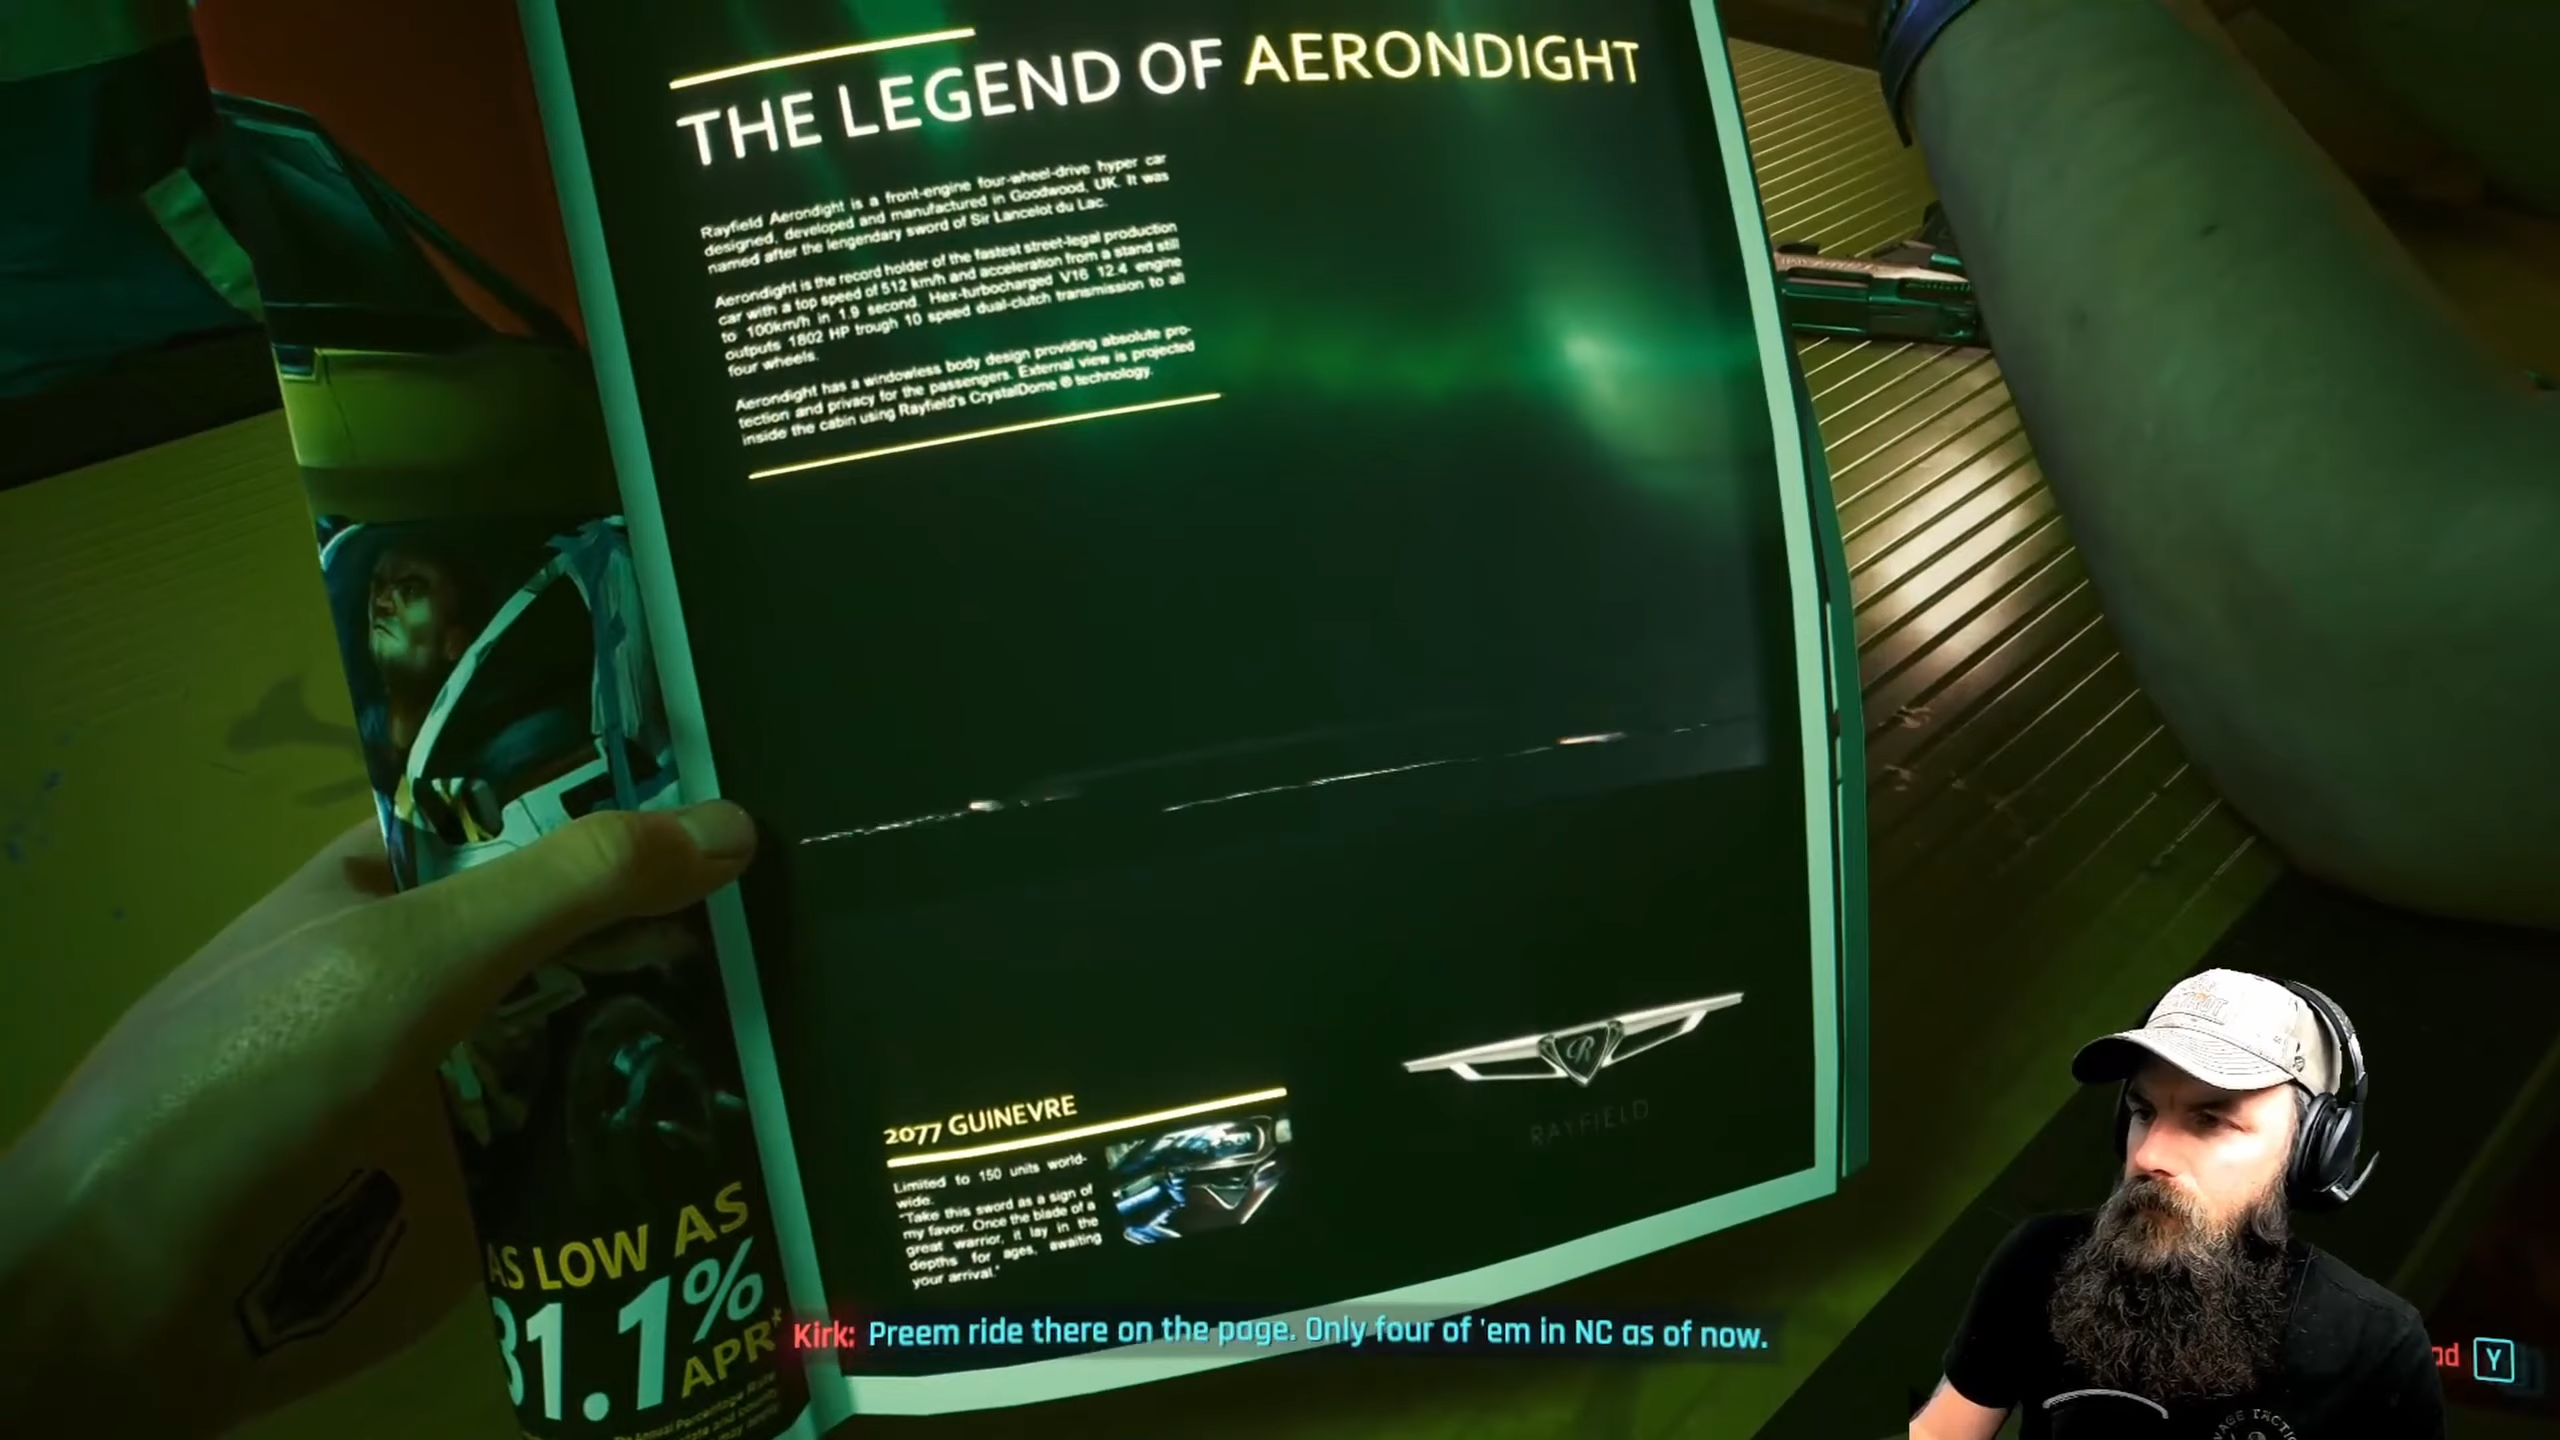 THE LEGEND OF AERONDIGHT
Rayfield Aerondight is a front-engine four-wheel-drive hyper car
designed, developed and manufactured in Goodwood, UK. It was
named after the lengendary sword of Sir Lancelot du Lac.
Aerondight is the record holder of the fastest street-legal production
car with a top speed of 512 km/h and acceleration from a stand still
to 100km/h in 1.9 second. Hex-turbocharged V16 12.4 engine
outputs 1802 HP trough 10 speed dual-clutch transmission to all
four wheels.
Aerondight has a windowless body design providing absolute pro-
tection and privacy for the passengers. External view is projected
inside the cabin using Rayfield's CrystalDome ® technology.
2077 GUINEVRE
Limited to 150 units world-
wide.
"Take this sword as a sign of
my favor. Once the blade of a
great warrior, it lay in the
depths for ages, awaiting
your arrival."
R
RAYFIELD
AS LOW AS
31.1%
APR*
Annual Percentage Rate
Kirk: Preem ride there on the page. Only four of 'em in NC as of now.
Y